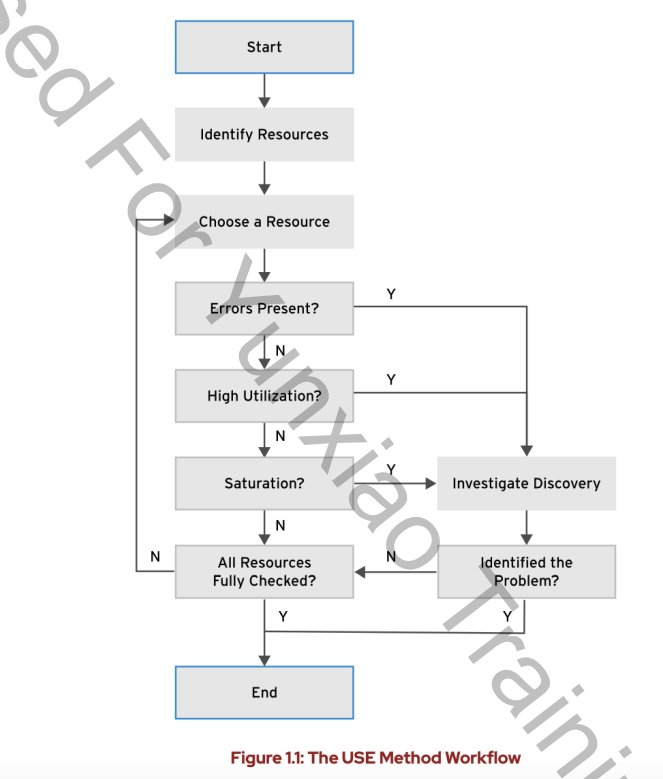 Start
Identify Resources
Choose a Resource
Errors Present?
Y
N
High Utilization?
Y
N
Saturation?
Y
Investigate Discovery
N
N
All Resources
Fully Checked?
N
Identified the
Problem?
Y
Y
End
Figure 1.1: The USE Method Workflow
sed For Yunxiao Traini